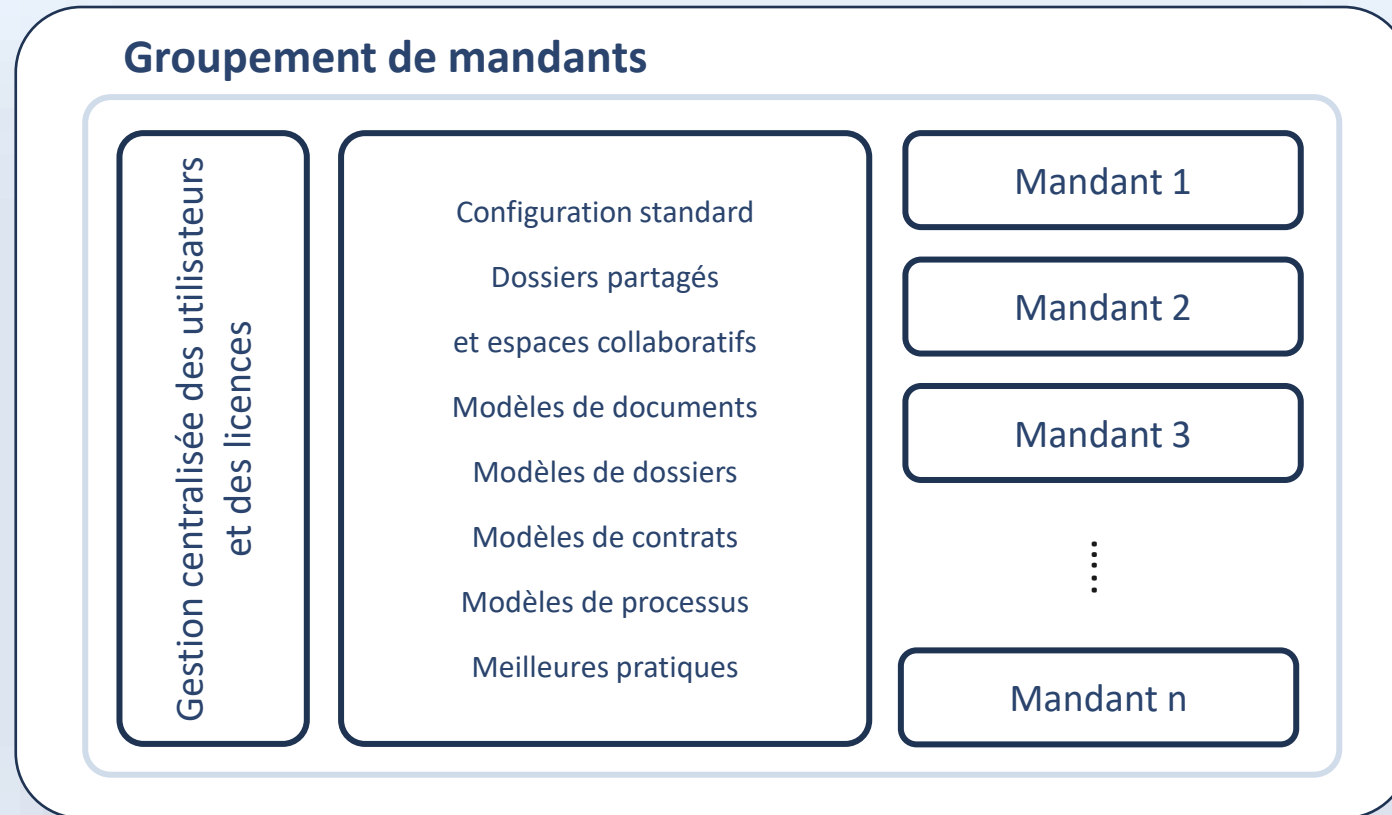 Groupement de mandants
Gestion centralisée des utilisateurs
et des licences
Configuration standard
Dossiers partagés
et espaces collaboratifs
Modèles de documents
Modèles de dossiers
Modèles de contrats
Modèles de processus
Meilleures pratiques
Mandant 1
Mandant 2
Mandant 3
.....
Mandant n